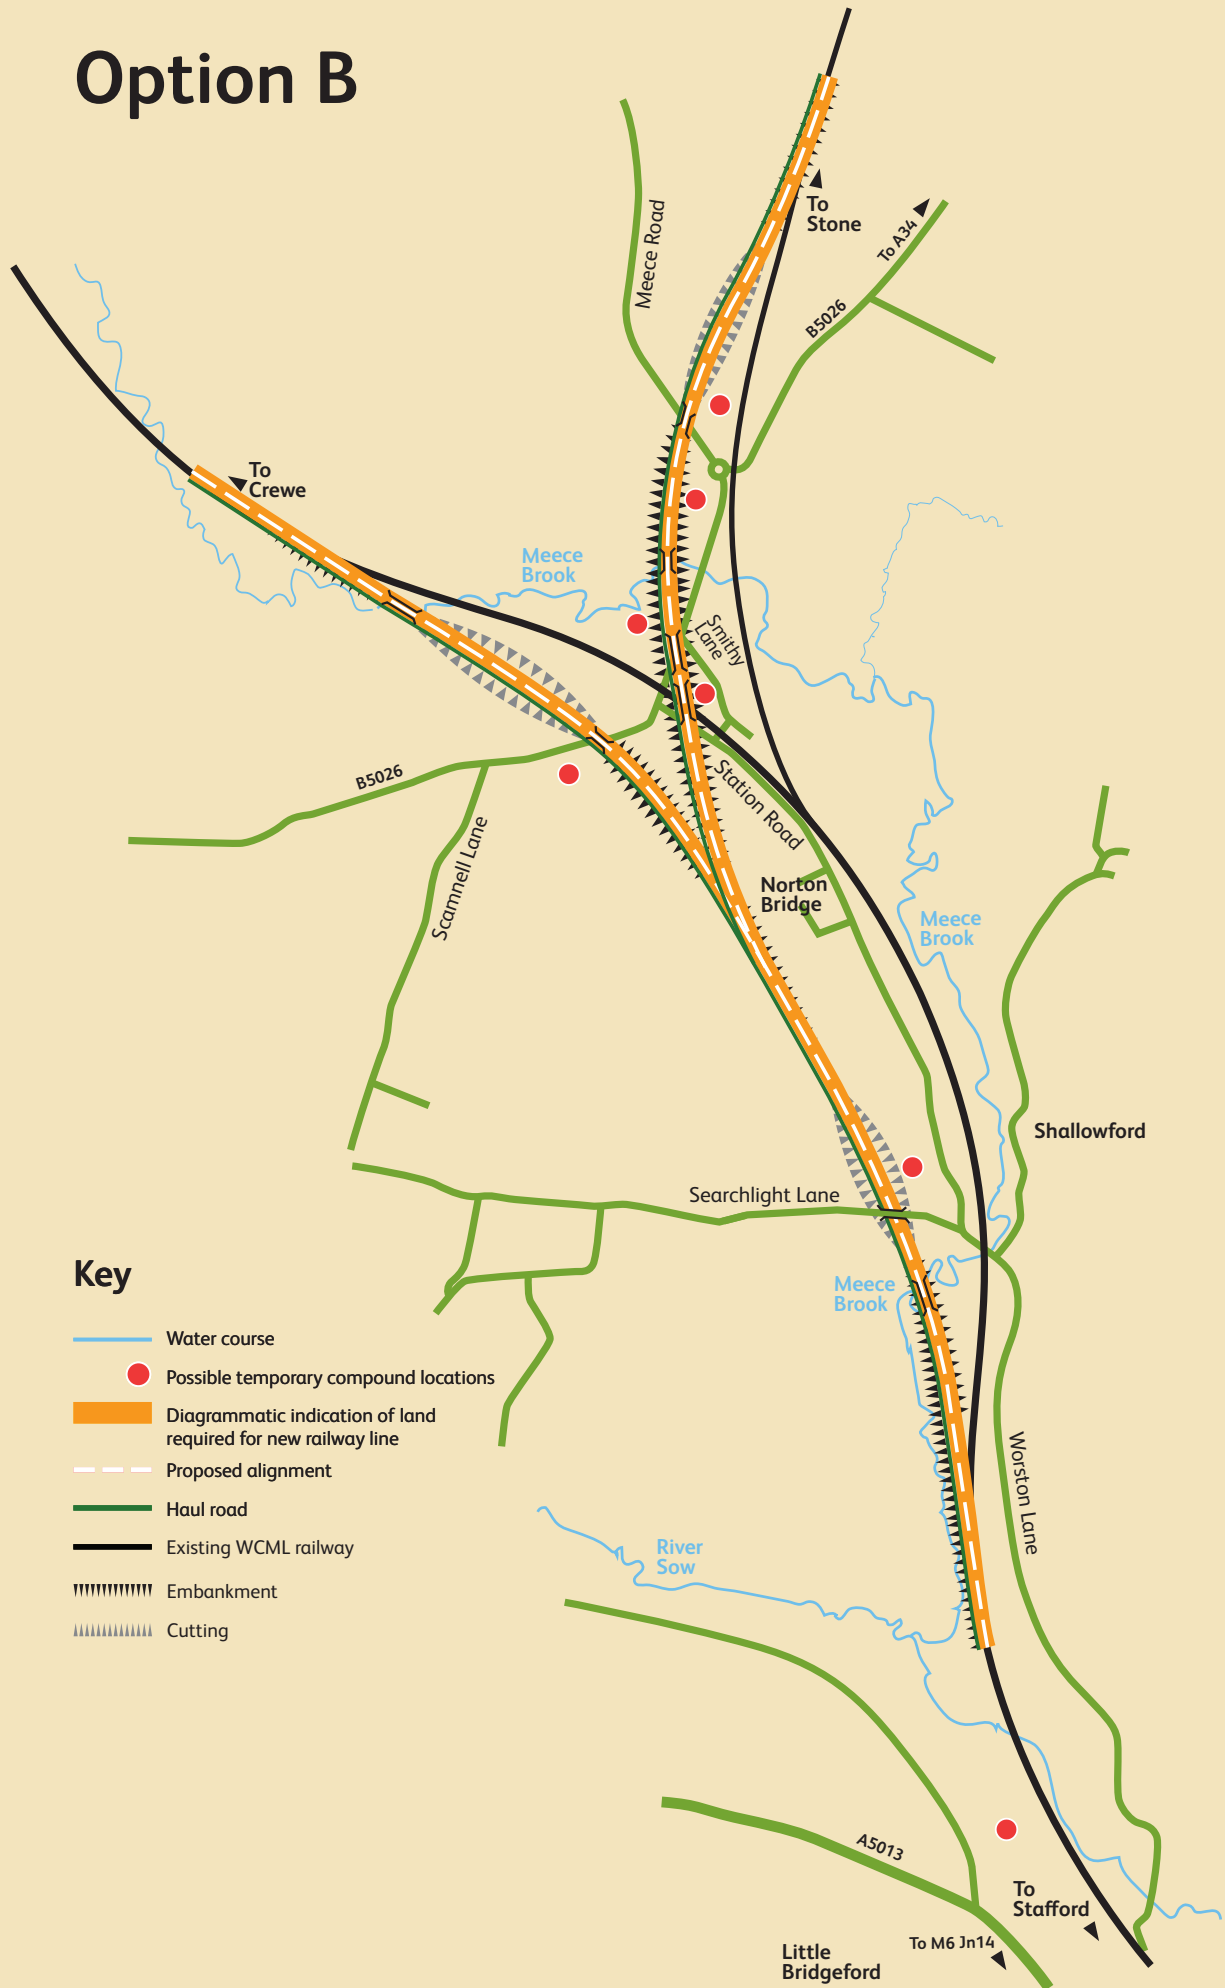 Option B
To
Stone
To A34
Meece Road
B5026
To
Crewe
Meece
Brook
Smithy
Lane
B5026
Station Road
Scamnell Lane
Norton
Bridge
Meece
Brook
Shallowford
Searchlight Lane
Meece
Brook
Key
Water course
Possible temporary compound locations
Diagrammatic indication of land
required for new railway line
Proposed alignment
Haul road
Existing WCML railway
Embankment
Cutting
Worston Lane
River
Sow
A5013
To
Stafford
To M6 Jn14
Little
Bridgeford